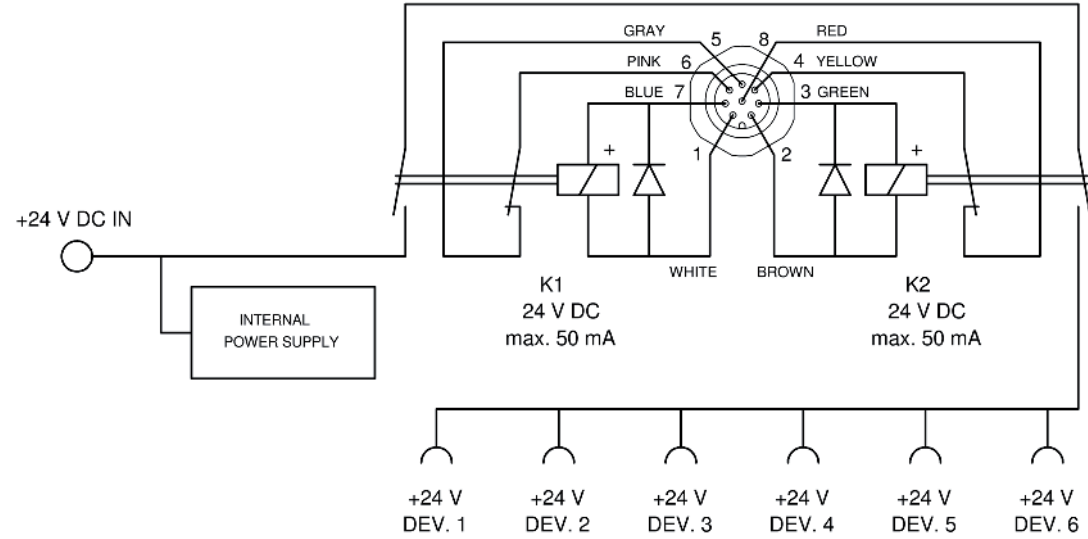 GRAY 5 8 RED
PINK 6 4 YELLOW
BLUE 7 3 GREEN
1 2
+ +
+24 V DC IN
WHITE BROWN
K1
24 V DC
max. 50 mA
K2
24 V DC
max. 50 mA
INTERNAL
POWER SUPPLY
+24 V
DEV. 1
+24 V
DEV. 2
+24 V
DEV. 3
+24 V
DEV. 4
+24 V
DEV. 5
+24 V
DEV. 6